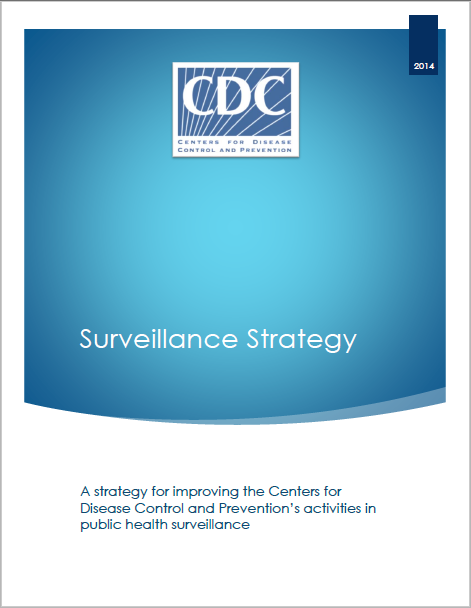 2014
CDC
CENTERS FOR DISEASE
CONTROL AND PREVENTION
Surveillance Strategy
A strategy for improving the Centers for
Disease Control and Prevention's activities in
public health surveillance